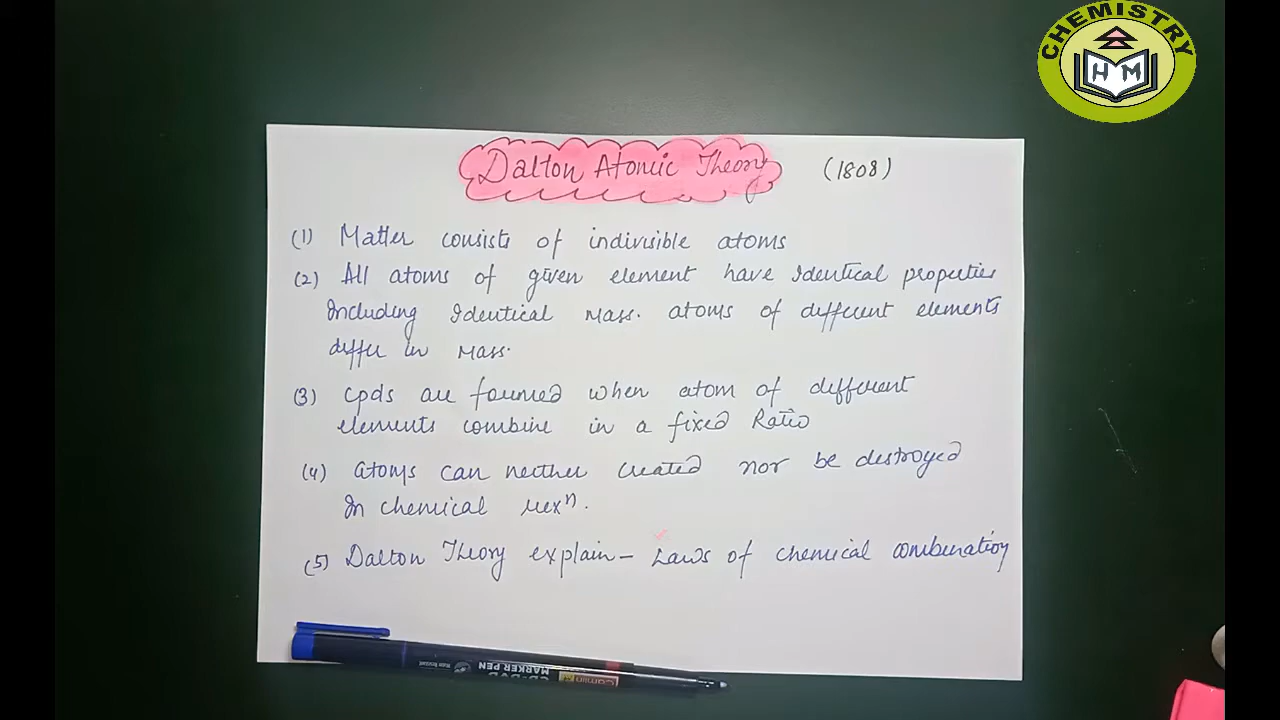 CHEMISTRY
H M
Dalton Atomic Theory (1808)
(1) Matter consists of indivisible atoms
(2) All atoms of given element have identical properties
Including Identical Mass. atoms of different elements
differ in Mass.
(3) Cpds are formed when atom of different
elements combine in a fixed Ratio
(4) atoms can neither created nor be destroyed
In chemical rexⁿ.
(5) Dalton Theory explain – Laws of chemical combination
CD-DVD
MARKER PEN
Camlin